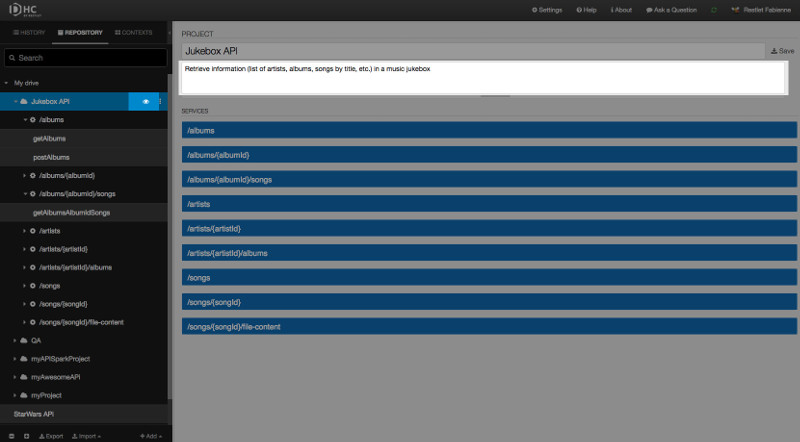 DHC
BY RESTLET
Settings
Help
About
Ask a Question
Restlet Fabienne
HISTORY
REPOSITORY
CONTEXTS
Search
My drive
Jukebox API
/albums
getAlbums
postAlbums
/albums/{albumId}
/albums/{albumId}/songs
getAlbumsAlbumIdSongs
/artists
/artists/{artistId}
/artists/{artistId}/albums
/songs
/songs/{songId}
/songs/{songId}/file-content
QA
myAPISparkProject
myAwesomeAPI
myProject
StarWars API
Export
Import
Add
PROJECT
Jukebox API
Save
Retrieve information (list of artists, albums, songs by title, etc.) in a music jukebox
SERVICES
/albums
/albums/{albumId}
/albums/{albumId}/songs
/artists
/artists/{artistId}
/artists/{artistId}/albums
/songs
/songs/{songId}
/songs/{songId}/file-content